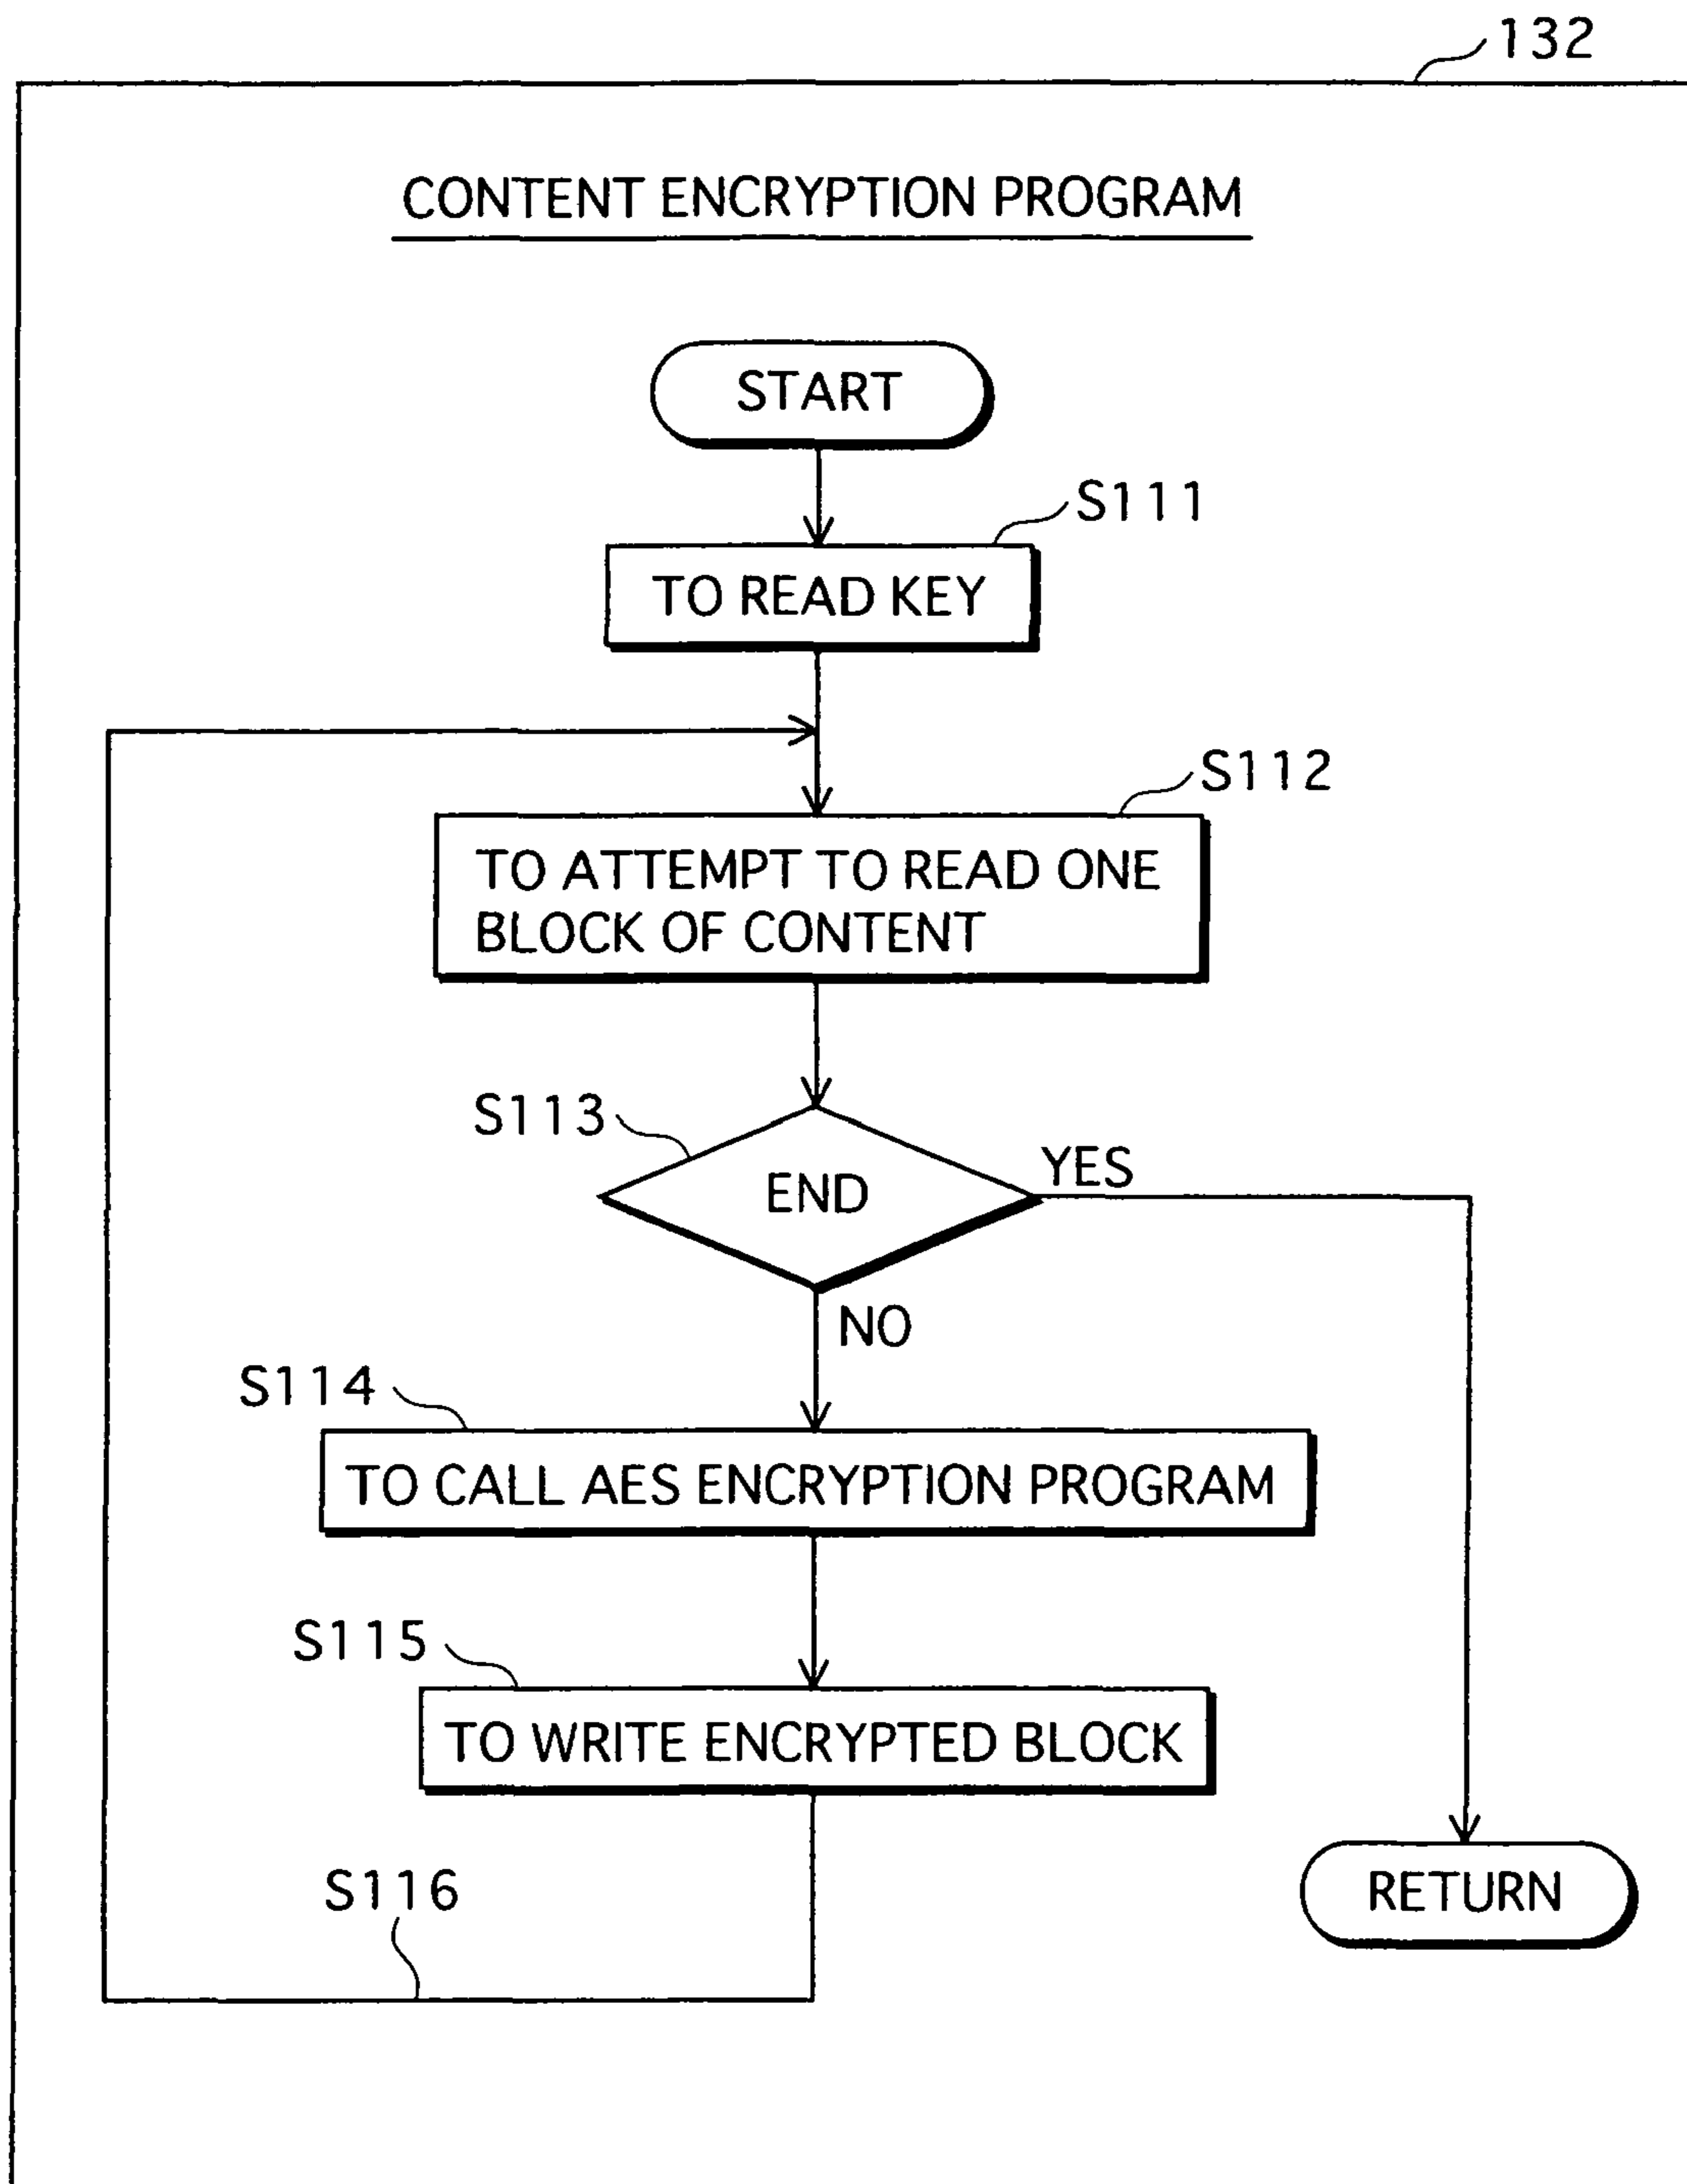 132
CONTENT ENCRYPTION PROGRAM
START
S111
TO READ KEY
S112
TO ATTEMPT TO READ ONE
BLOCK OF CONTENT
S113
END
YES
NO
S114
TO CALL AES ENCRYPTION PROGRAM
S115
TO WRITE ENCRYPTED BLOCK
S116
RETURN